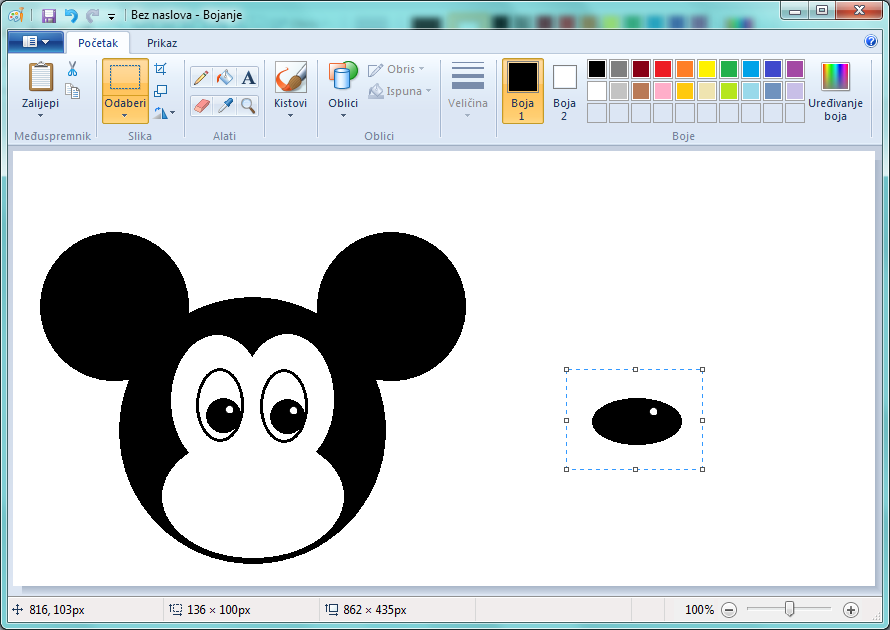 Bez naslova - Bojanje
Početak
Prikaz
Zalijepi
Međuspremnik
Odaberi
Slika
A
Alati
Kistovi
Oblici
Obris
Ispuna
Oblici
Veličina
Boja
1
Boja
2
Uređivanje
boja
Boje
816, 103px
136 × 100px
862 × 435px
100%